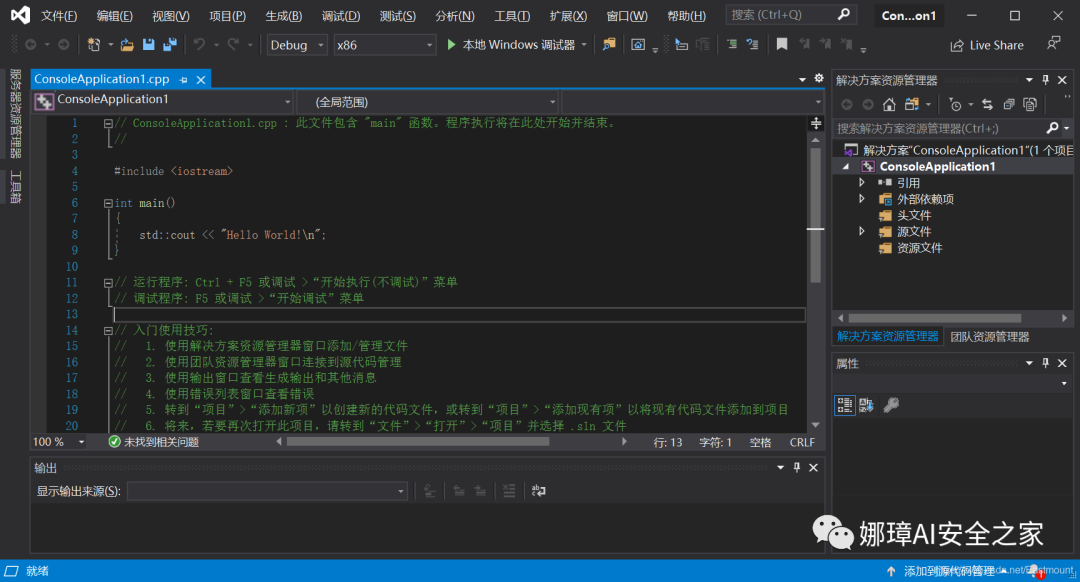 文件(F) 编辑(E) 视图(V) 项目(P) 生成(B) 调试(D) 测试(S) 分析(N) 工具(T) 扩展(X) 窗口(W) 帮助(H) 搜索 (Ctrl+Q) Con...on1
Debug x86 本地 Windows 调试器 Live Share
服务器资源管理器
工具箱
ConsoleApplication1.cpp
ConsoleApplication1 (全局范围)
1 // ConsoleApplication1.cpp : 此文件包含 "main" 函数。程序执行将在此处开始并结束。
2 //
3
4 #include <iostream>
5
6 int main()
7 {
8 std::cout << "Hello World!\n";
9 }
10
11 // 运行程序: Ctrl + F5 或调试 >“开始执行(不调试)”菜单
12 // 调试程序: F5 或调试 >“开始调试”菜单
13
14 // 入门使用技巧:
15 // 1. 使用解决方案资源管理器窗口添加/管理文件
16 // 2. 使用团队资源管理器窗口连接到源代码管理
17 // 3. 使用输出窗口查看生成输出和其他消息
18 // 4. 使用错误列表窗口查看错误
19 // 5. 转到“项目”>“添加新项”以创建新的代码文件，或转到“项目”>“添加现有项”以将现有代码文件添加到项目
20 // 6. 将来，若要再次打开此项目，请转到“文件”>“打开”>“项目”并选择 .sln 文件
100 % 未找到相关问题 行: 13 字符: 1 空格 CRLF
输出
显示输出来源(S):
解决方案资源管理器
搜索解决方案资源管理器(Ctrl+;)
解决方案"ConsoleApplication1"(1 个项目
ConsoleApplication1
引用
外部依赖项
头文件
源文件
资源文件
解决方案资源管理器 团队资源管理器
属性
娜璋AI安全之家
就绪 添加到源代码管理 1